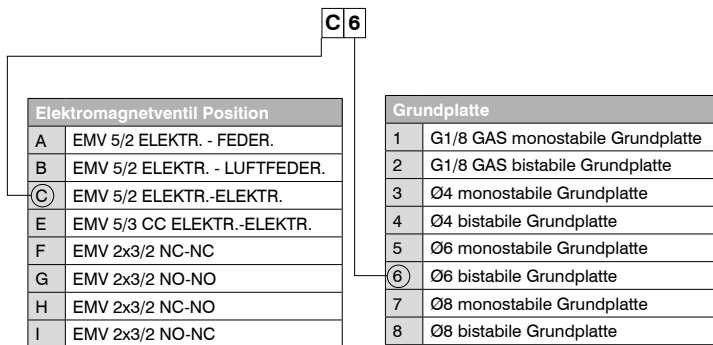 C 6
Elektromagnetventil Position
A EMV 5/2 ELEKTR. - FEDER.
B EMV 5/2 ELEKTR. - LUFTFEDER.
C EMV 5/2 ELEKTR.-ELEKTR.
E EMV 5/3 CC ELEKTR.-ELEKTR.
F EMV 2x3/2 NC-NC
G EMV 2x3/2 NO-NO
H EMV 2x3/2 NC-NO
I EMV 2x3/2 NO-NC
Grundplatte
1 G1/8 GAS monostabile Grundplatte
2 G1/8 GAS bistabile Grundplatte
3 Ø4 monostabile Grundplatte
4 Ø4 bistabile Grundplatte
5 Ø6 monostabile Grundplatte
6 Ø6 bistabile Grundplatte
7 Ø8 monostabile Grundplatte
8 Ø8 bistabile Grundplatte